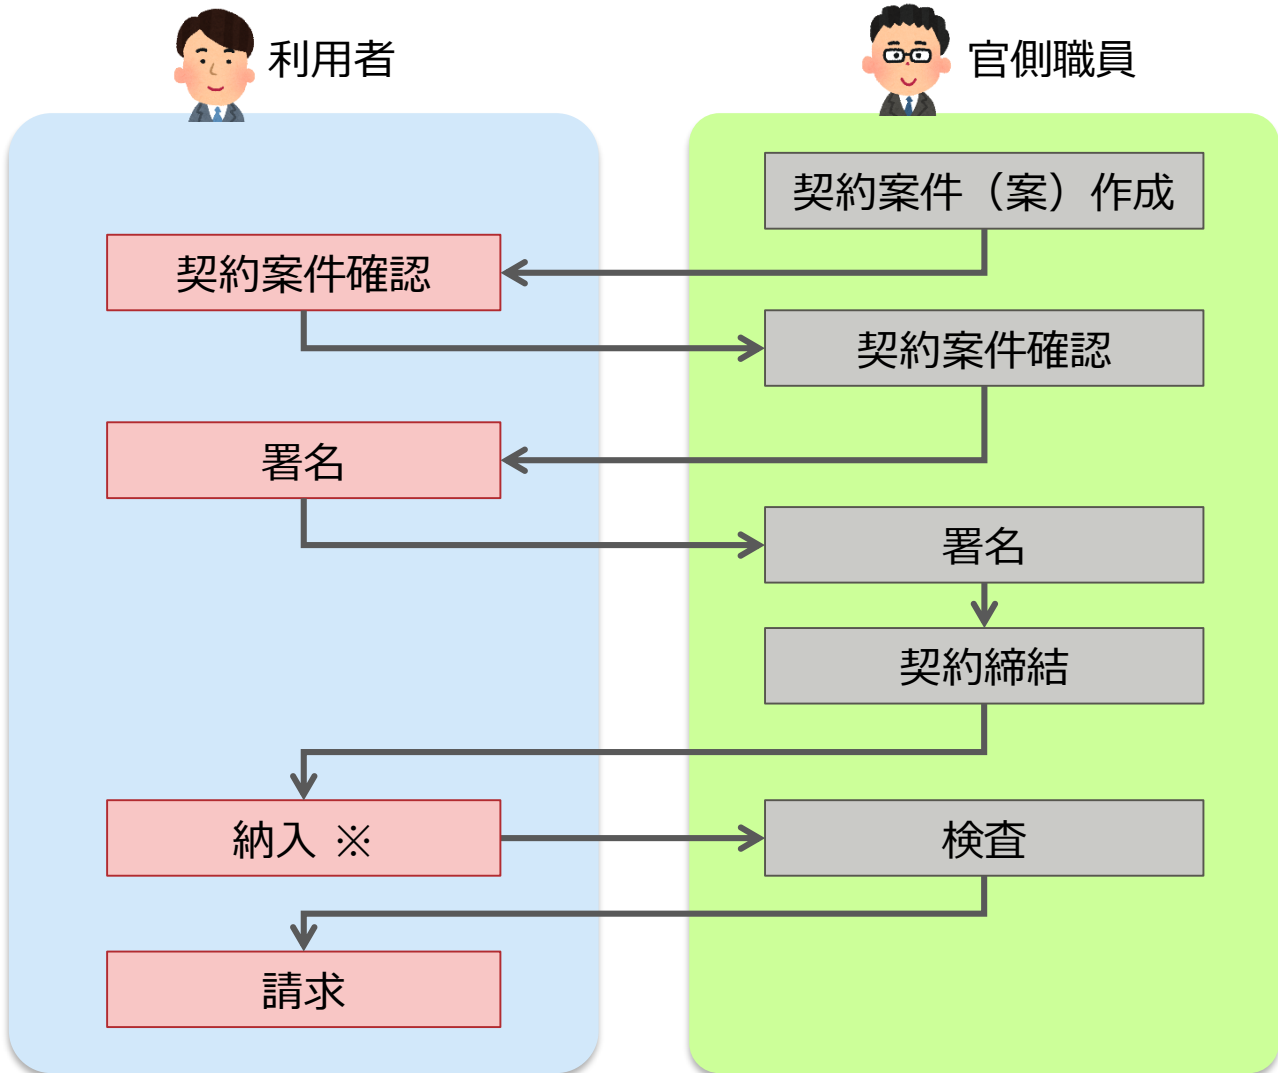 利用者
官側職員
契約案件（案）作成
契約案件確認
契約案件確認
署名
署名
契約締結
納入 ※
検査
請求